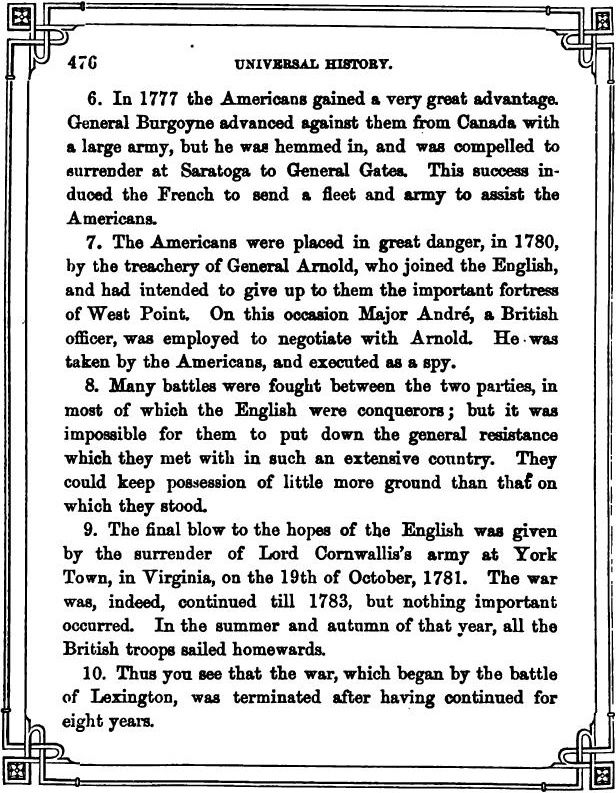 476 UNIVERSAL HISTORY.
6. In 1777 the Americans gained a very great advantage.
General Burgoyne advanced against them from Canada with
a large army, but he was hemmed in, and was compelled to
surrender at Saratoga to General Gates. This success in-
duced the French to send a fleet and army to assist the
Americans.
7. The Americans were placed in great danger, in 1780,
by the treachery of General Arnold, who joined the English,
and had intended to give up to them the important fortress
of West Point. On this occasion Major André, a British
officer, was employed to negotiate with Arnold. He was
taken by the Americans, and executed as a spy.
8. Many battles were fought between the two parties, in
most of which the English were conquerors; but it was
impossible for them to put down the general resistance
which they met with in such an extensive country. They
could keep possession of little more ground than that on
which they stood.
9. The final blow to the hopes of the English was given
by the surrender of Lord Cornwallis's army at York
Town, in Virginia, on the 19th of October, 1781. The war
was, indeed, continued till 1783, but nothing important
occurred. In the summer and autumn of that year, all the
British troops sailed homewards.
10. Thus you see that the war, which began by the battle
of Lexington, was terminated after having continued for
eight years.